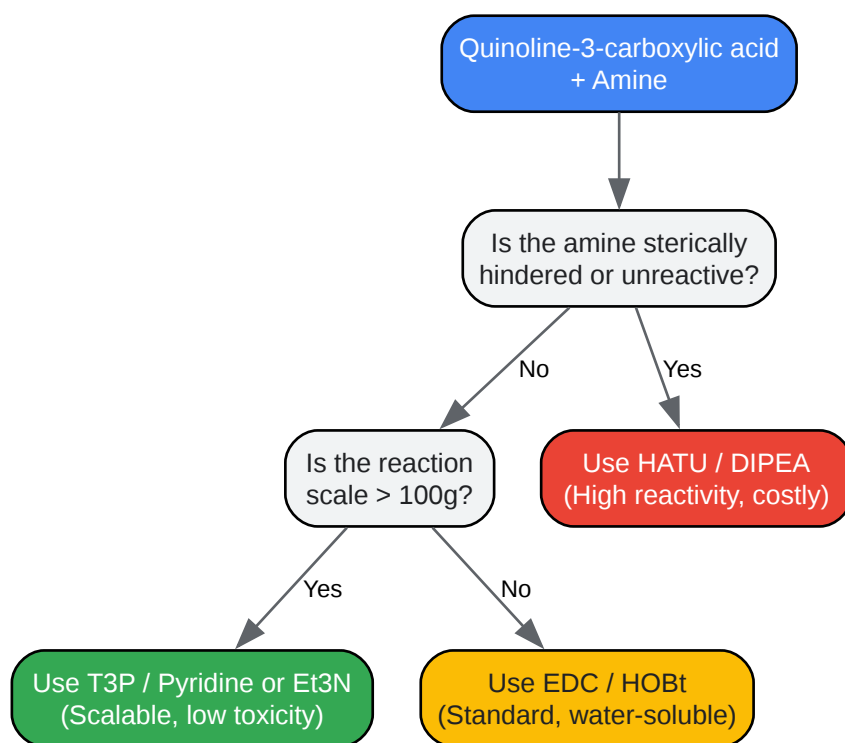 Quinoline-3-carboxylic acid
+ Amine
Is the amine sterically
hindered or unreactive?
No
Yes
Is the reaction
scale > 100g?
Use HATU / DIPEA
(High reactivity, costly)
Yes
No
Use T3P / Pyridine or Et3N
(Scalable, low toxicity)
Use EDC / HOBt
(Standard, water-soluble)